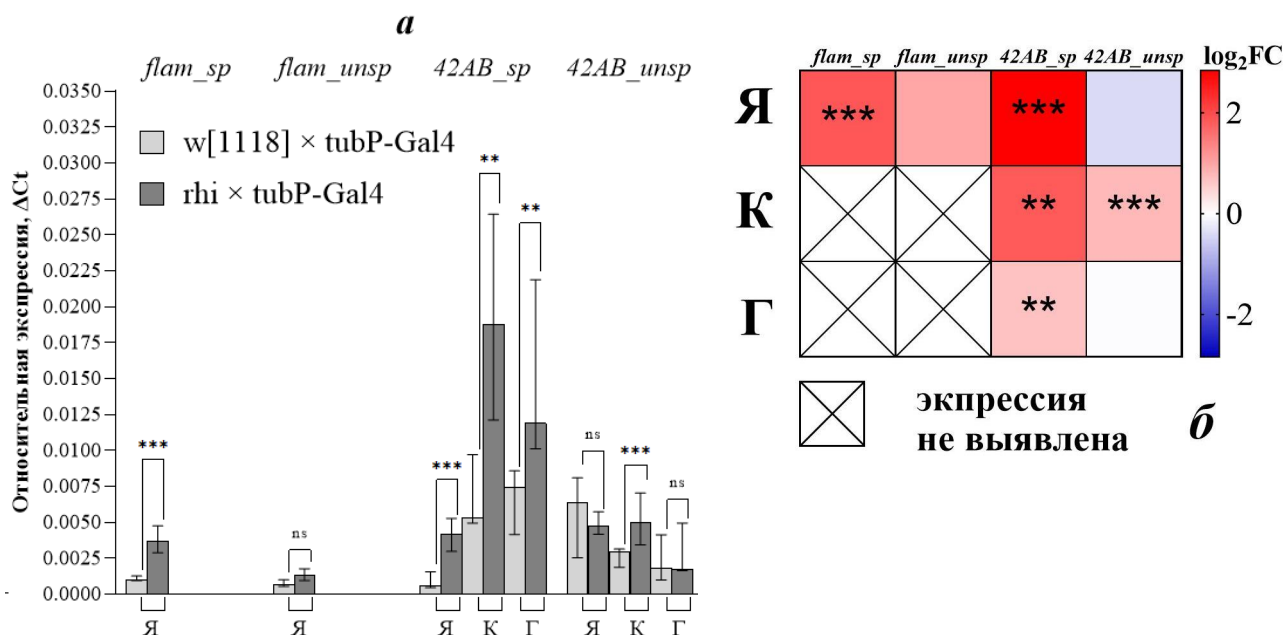 а
flam_sp flam_unsp 42AB_sp 42AB_unsp
Относительная экспрессия, ΔCt
0.0350
0.0325
0.0300
0.0275
0.0250
0.0225
0.0200
0.0175
0.0150
0.0125
0.0100
0.0075
0.0050
0.0025
0.0000
w[1118] × tubP-Gal4
rhi × tubP-Gal4
*** ns *** ** ** ns *** ns
Я Я Я К Г Я К Г
flam_sp flam_unsp 42AB_sp 42AB_unsp log₂FC
Я *** ***
К ** ***
Г **
2
0
-2
экпрессия
не выявлена
б